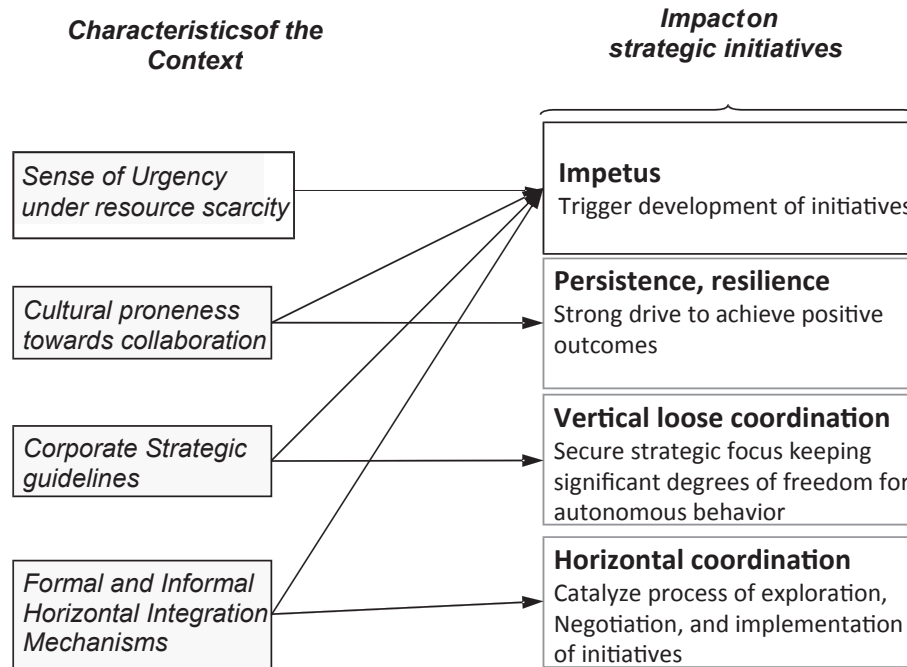 Characteristicsof the
Context
Impacton
strategic initiatives
Sense of Urgency
under resource scarcity
Impetus
Trigger development of initiatives
Cultural proneness
towards collaboration
Persistence, resilience
Strong drive to achieve positive
outcomes
Corporate Strategic
guidelines
Vertical loose coordination
Secure strategic focus keeping
significant degrees of freedom for
autonomous behavior
Formal and Informal
Horizontal Integration
Mechanisms
Horizontal coordination
Catalyze process of exploration,
Negotiation, and implementation
of initiatives